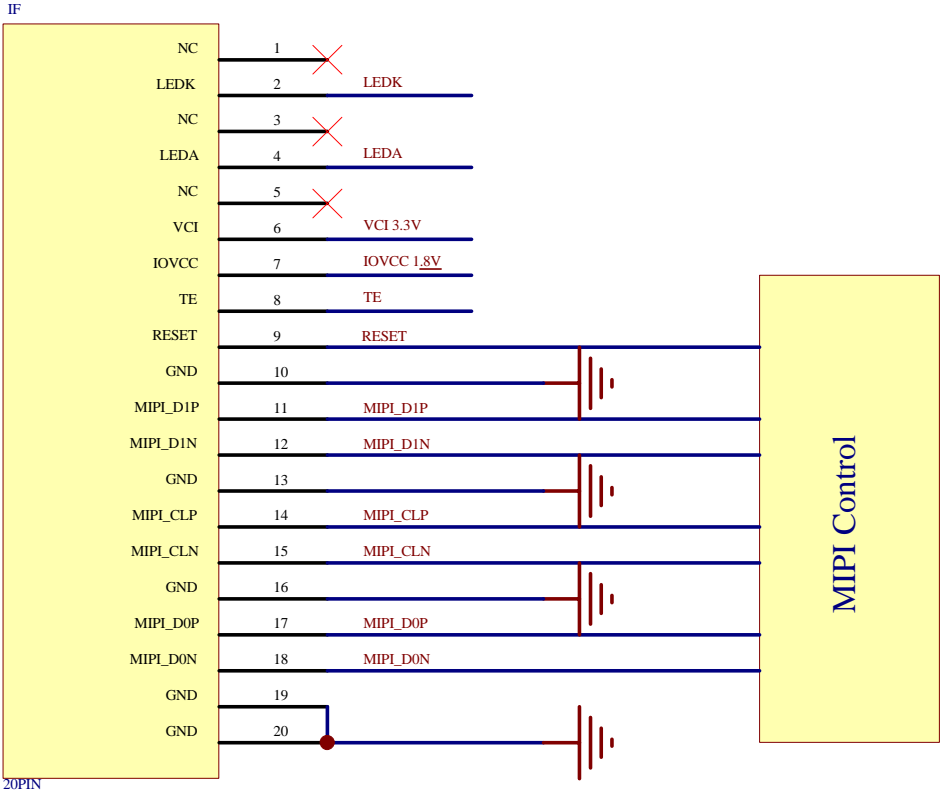 IF
NC 1
LEDK 2 LEDK
NC 3
LEDA 4 LEDA
NC 5
VCI 6 VCI 3.3V
IOVCC 7 IOVCC 1.8V
TE 8 TE
RESET 9 RESET
GND 10
MIPI_D1P 11 MIPI_D1P
MIPI_D1N 12 MIPI_D1N
GND 13
MIPI_CLP 14 MIPI_CLP
MIPI_CLN 15 MIPI_CLN
GND 16
MIPI_D0P 17 MIPI_D0P
MIPI_D0N 18 MIPI_D0N
GND 19
GND 20
20PIN
MIPI Control